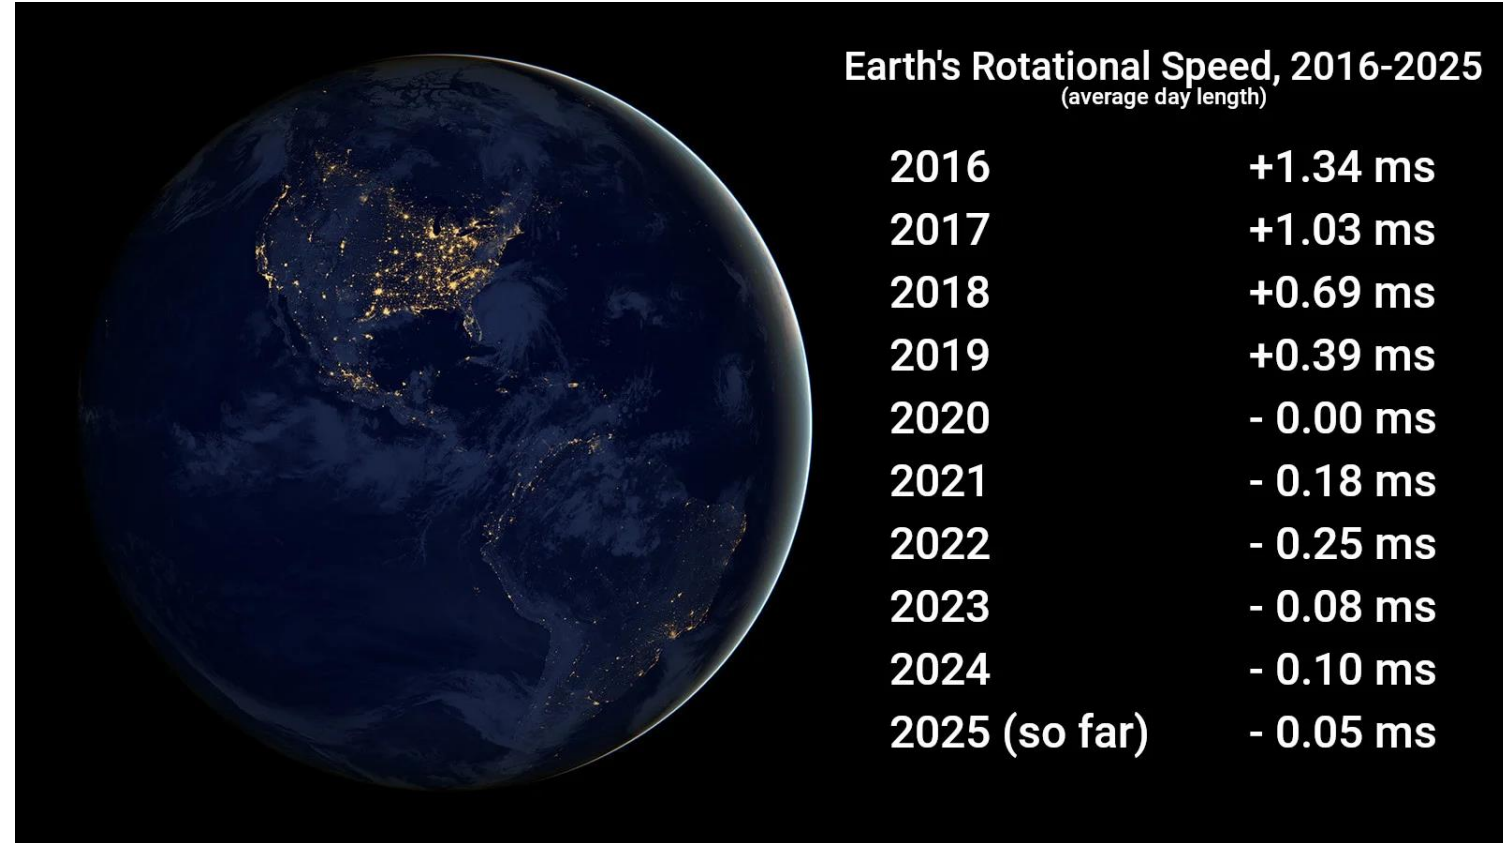 Earth's Rotational Speed, 2016-2025
(average day length)
2016 +1.34 ms
2017 +1.03 ms
2018 +0.69 ms
2019 +0.39 ms
2020 - 0.00 ms
2021 - 0.18 ms
2022 - 0.25 ms
2023 - 0.08 ms
2024 - 0.10 ms
2025 (so far) - 0.05 ms